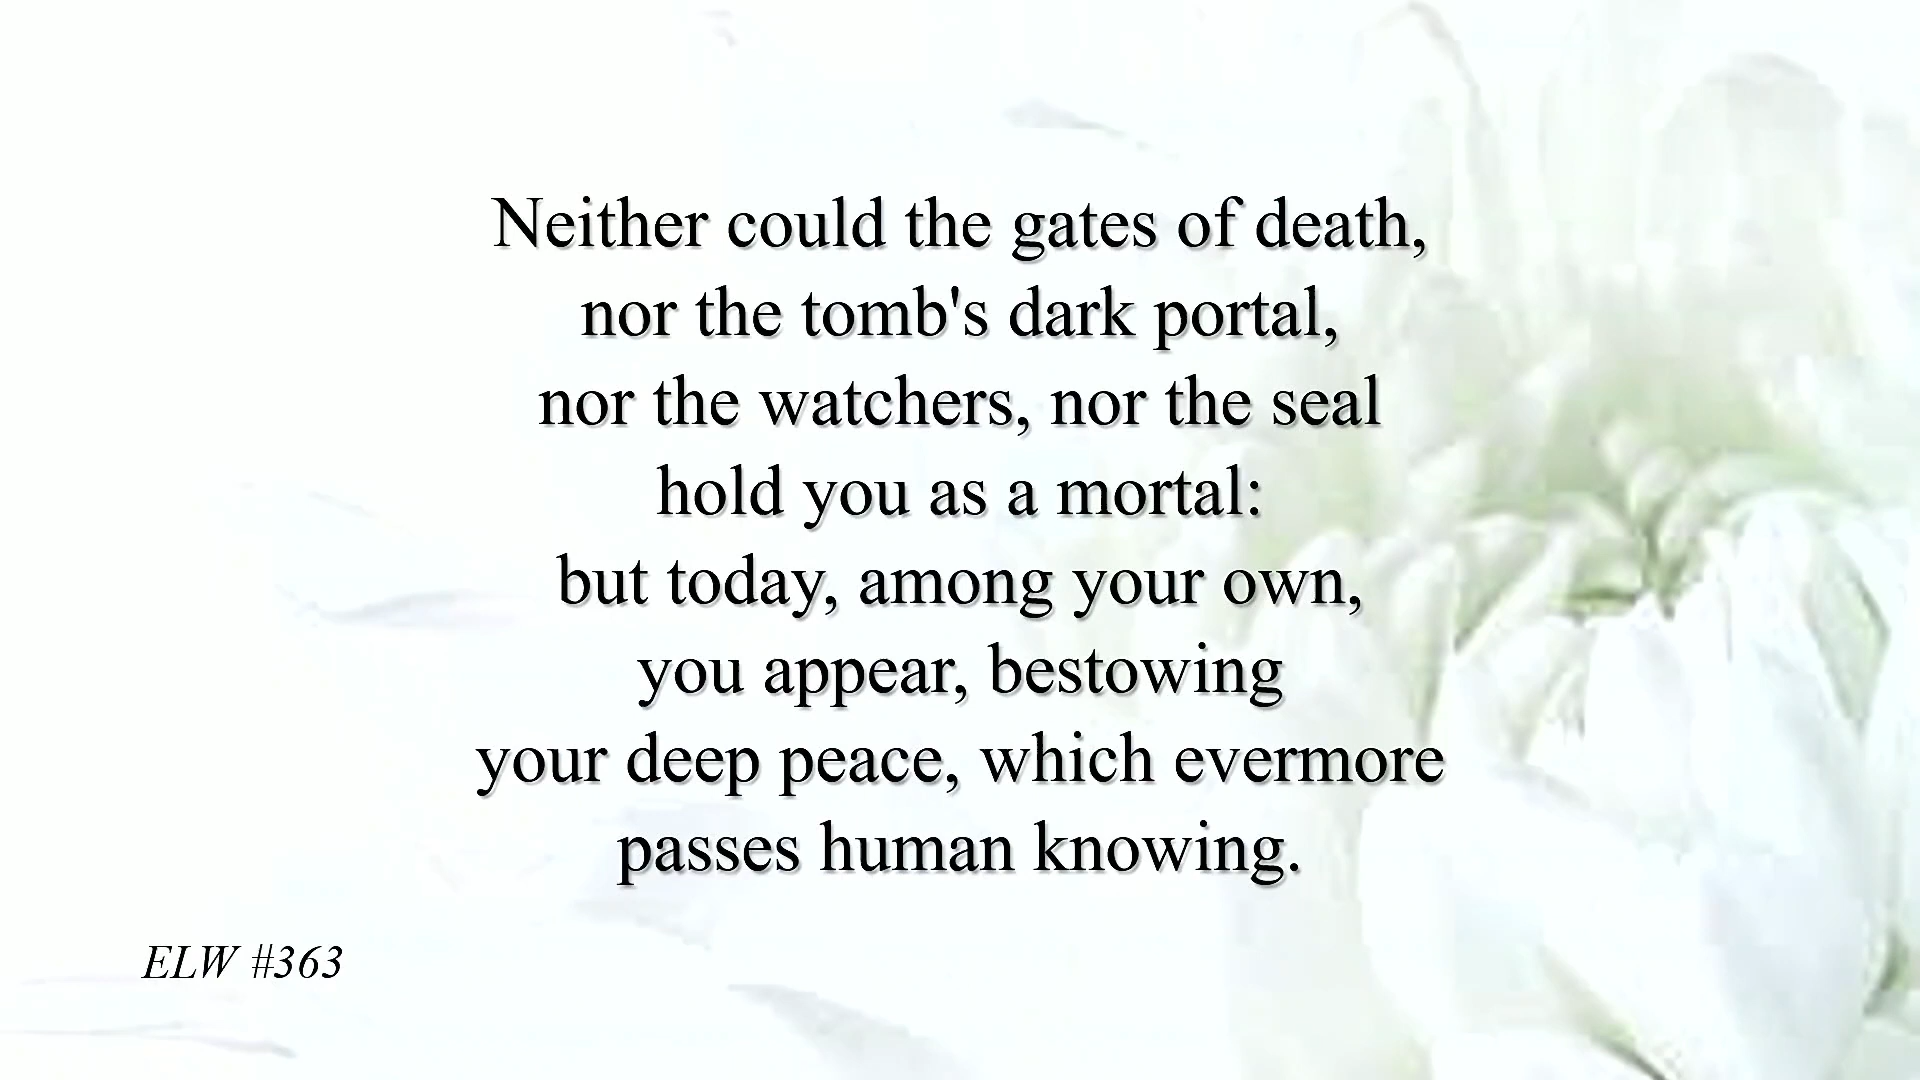 Neither could the gates of death,
nor the tomb's dark portal,
nor the watchers, nor the seal
hold you as a mortal:
but today, among your own,
you appear, bestowing
your deep peace, which evermore
passes human knowing.
ELW #363